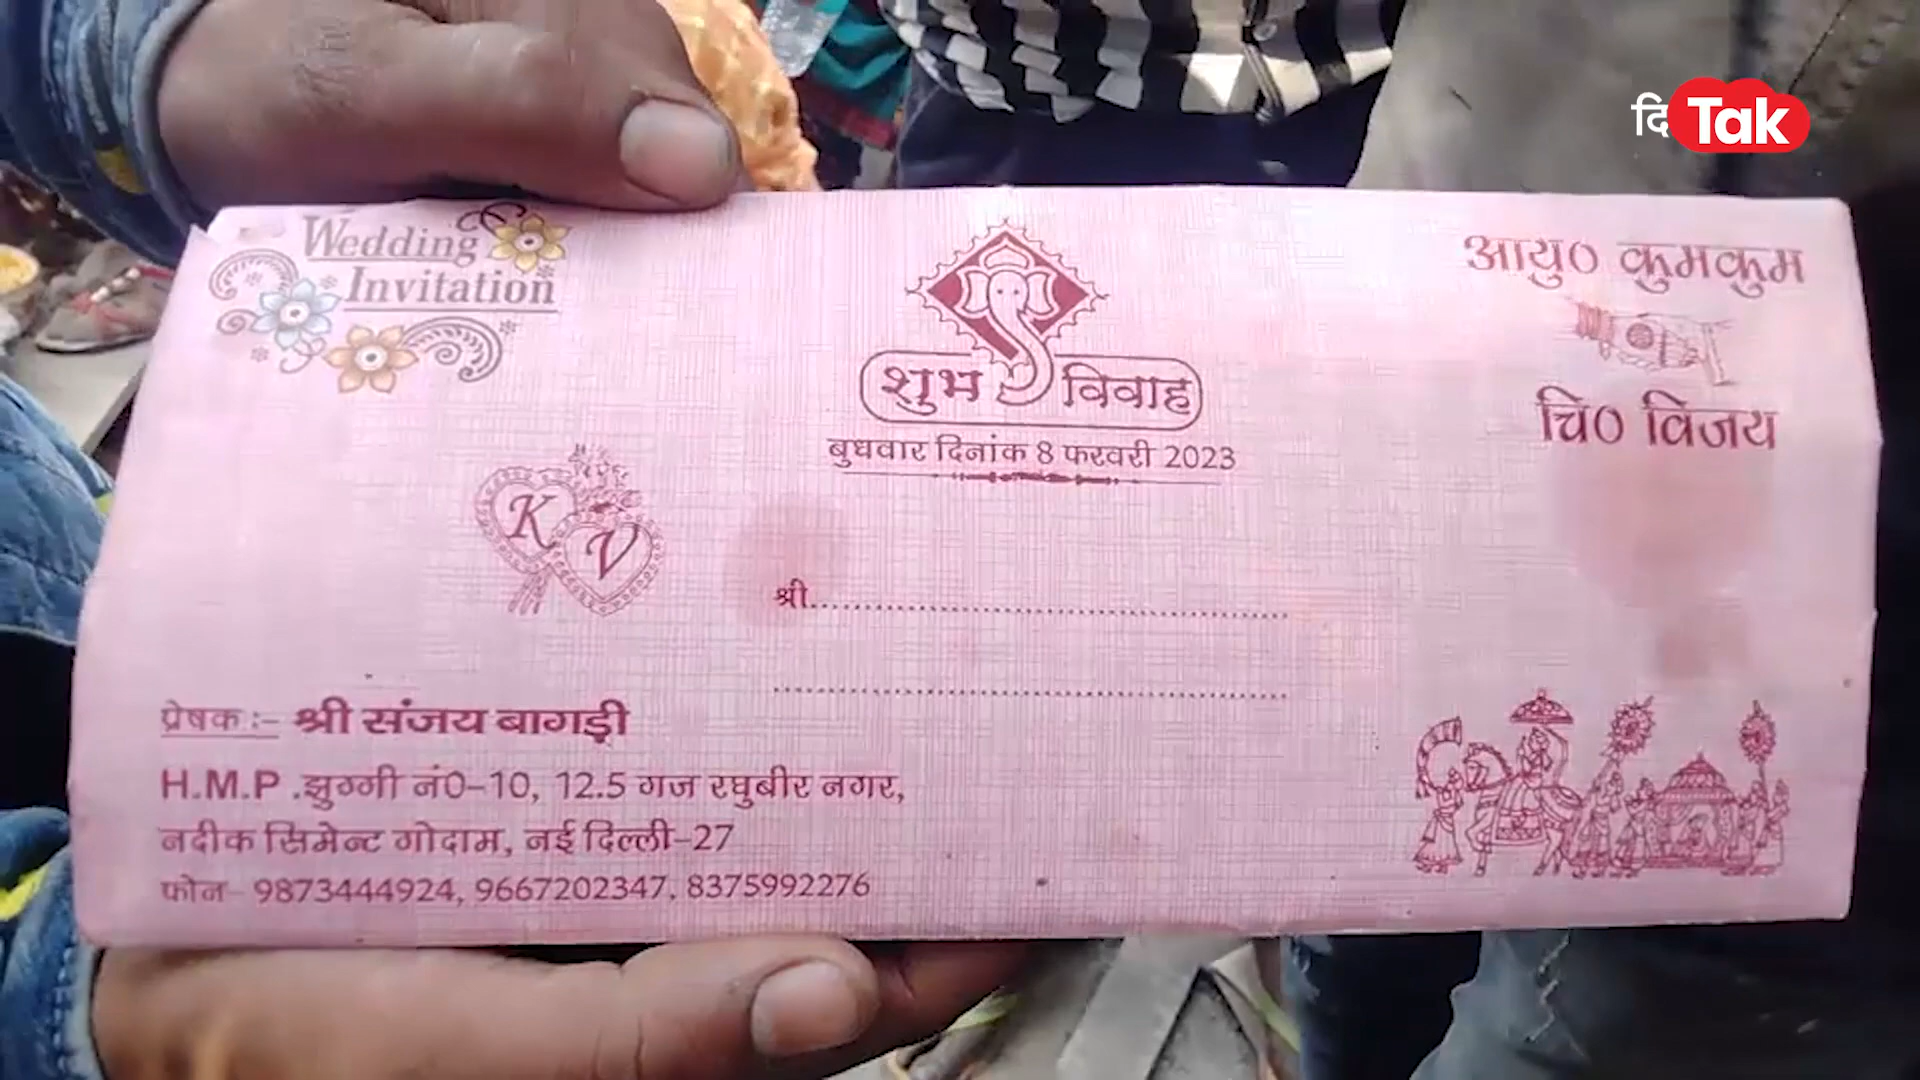 दि Tak
Wedding
Invitation
शुभ विवाह
बुधवार दिनांक 8 फरवरी 2023
आयु० कुमकुम
चि० विजय
K V
श्री
प्रेषक :- श्री संजय बागड़ी
H.M.P .झुग्गी नं0-10, 12.5 गज रघुबीर नगर,
नदीक सिमेन्ट गोदाम, नई दिल्ली-27
फोन- 9873444924, 9667202347, 8375992276